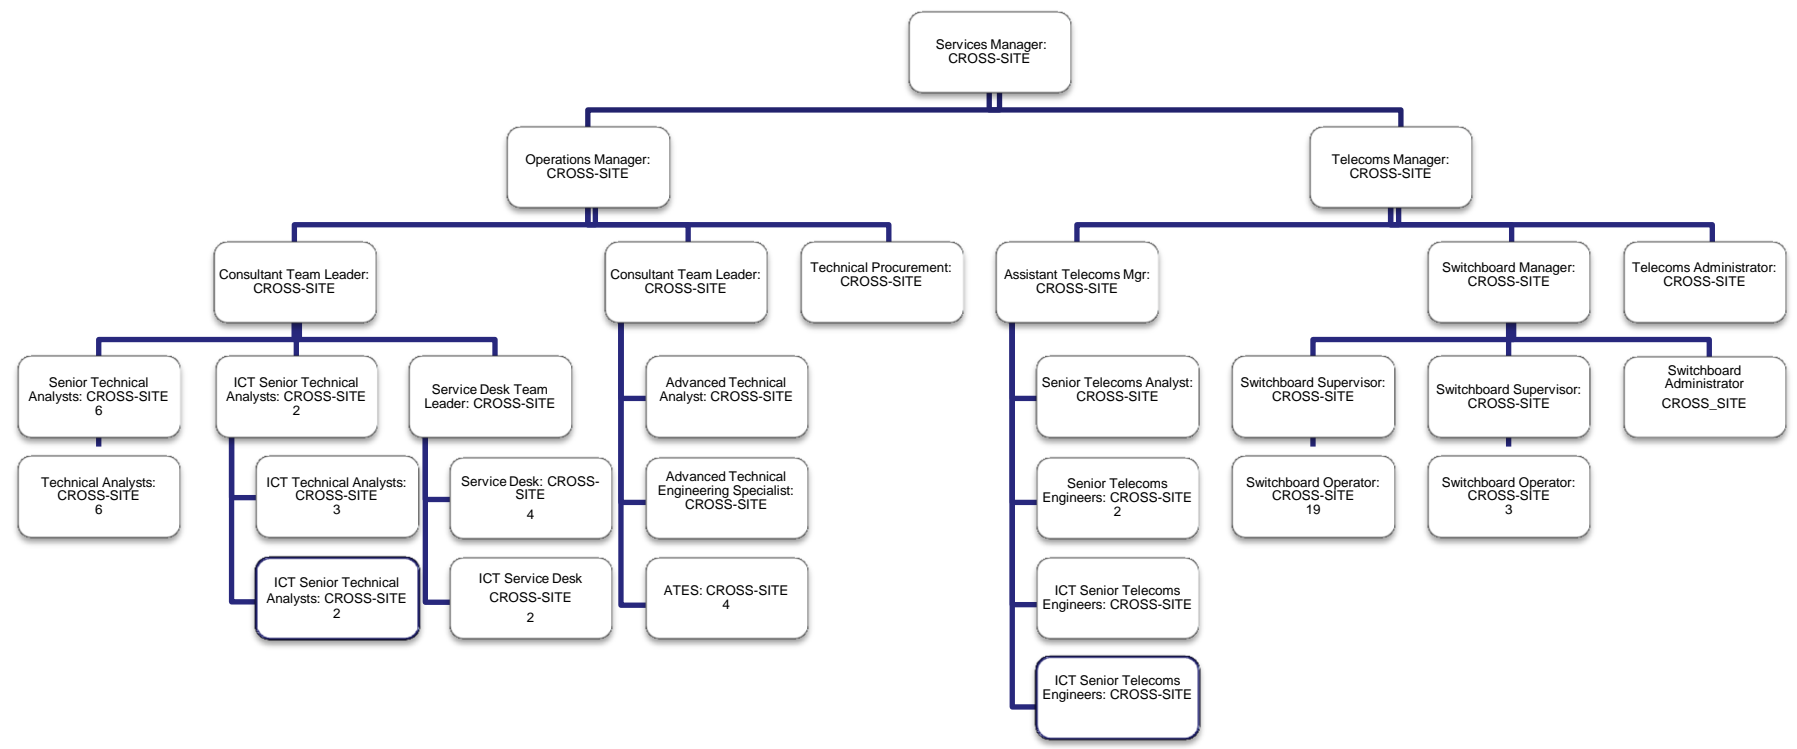 Services Manager:
CROSS-SITE
Operations Manager:
CROSS-SITE
Telecoms Manager:
CROSS-SITE
Consultant Team Leader:
CROSS-SITE
Consultant Team Leader:
CROSS-SITE
Technical Procurement:
CROSS-SITE
Assistant Telecoms Mgr:
CROSS-SITE
Switchboard Manager:
CROSS-SITE
Telecoms Administrator:
CROSS-SITE
Senior Technical
Analysts: CROSS-SITE
6
ICT Senior Technical
Analysts: CROSS-SITE
2
Service Desk Team
Leader: CROSS-SITE
Advanced Technical
Analyst: CROSS-SITE
Senior Telecoms Analyst:
CROSS-SITE
Switchboard Supervisor:
CROSS-SITE
Switchboard Supervisor:
CROSS-SITE
Switchboard
Administrator
CROSS_SITE
Technical Analysts:
CROSS-SITE
6
ICT Technical Analysts:
CROSS-SITE
3
Service Desk: CROSS-
SITE
4
Advanced Technical
Engineering Specialist:
CROSS-SITE
Senior Telecoms
Engineers: CROSS-SITE
2
Switchboard Operator:
CROSS-SITE
19
Switchboard Operator:
CROSS-SITE
3
ICT Senior Technical
Analysts: CROSS-SITE
2
ICT Service Desk
CROSS-SITE
2
ATES: CROSS-SITE
4
ICT Senior Telecoms
Engineers: CROSS-SITE
ICT Senior Telecoms
Engineers: CROSS-SITE